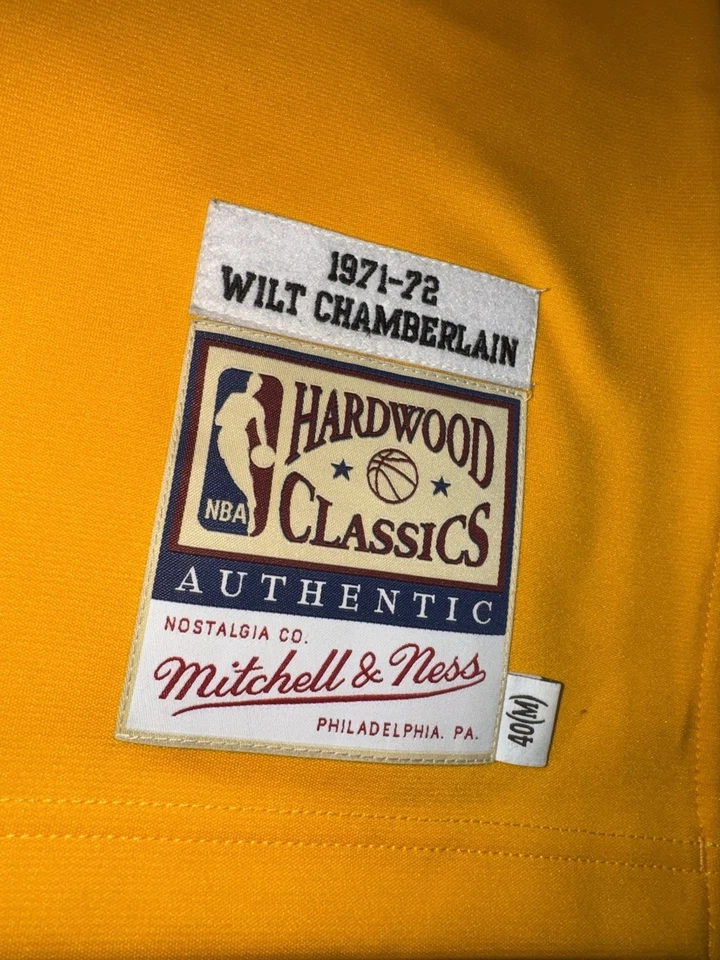 1971-72
WILT CHAMBERLAIN
HARDWOOD
CLASSICS
NBA
AUTHENTIC
NOSTALGIA CO.
Mitchell & Ness
PHILADELPHIA. PA.
40(M)